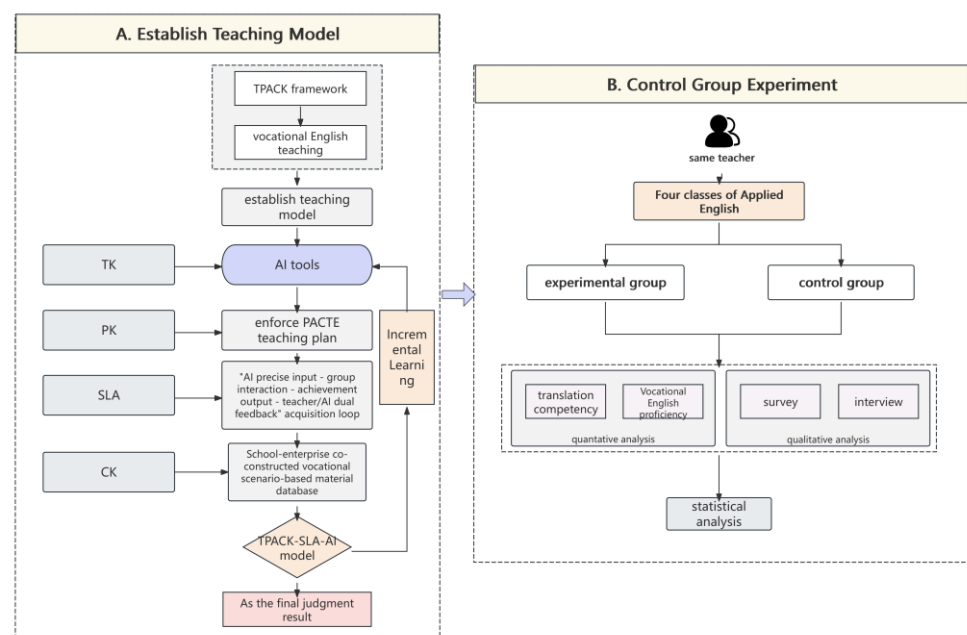 A. Establish Teaching Model
TPACK framework
vocational English
teaching
establish teaching
model
TK
AI tools
PK
enforce PACTE
teaching plan
Increm
ental
Learni
ng
SLA
"AI precise input - group
interaction - achievement
output - teacher/AI dual
feedback" acquisition loop
CK
School-enterprise co-
constructed vocational
scenario-based material
database
TPACK-SLA-AI
model
As the final judgment
result
B. Control Group Experiment
same teacher
Four classes of Applied
English
experimental group
control group
translation
competency
Vocational
English
proficiency
quantative analysis
survey
interview
qualitative analysis
statistical
analysis